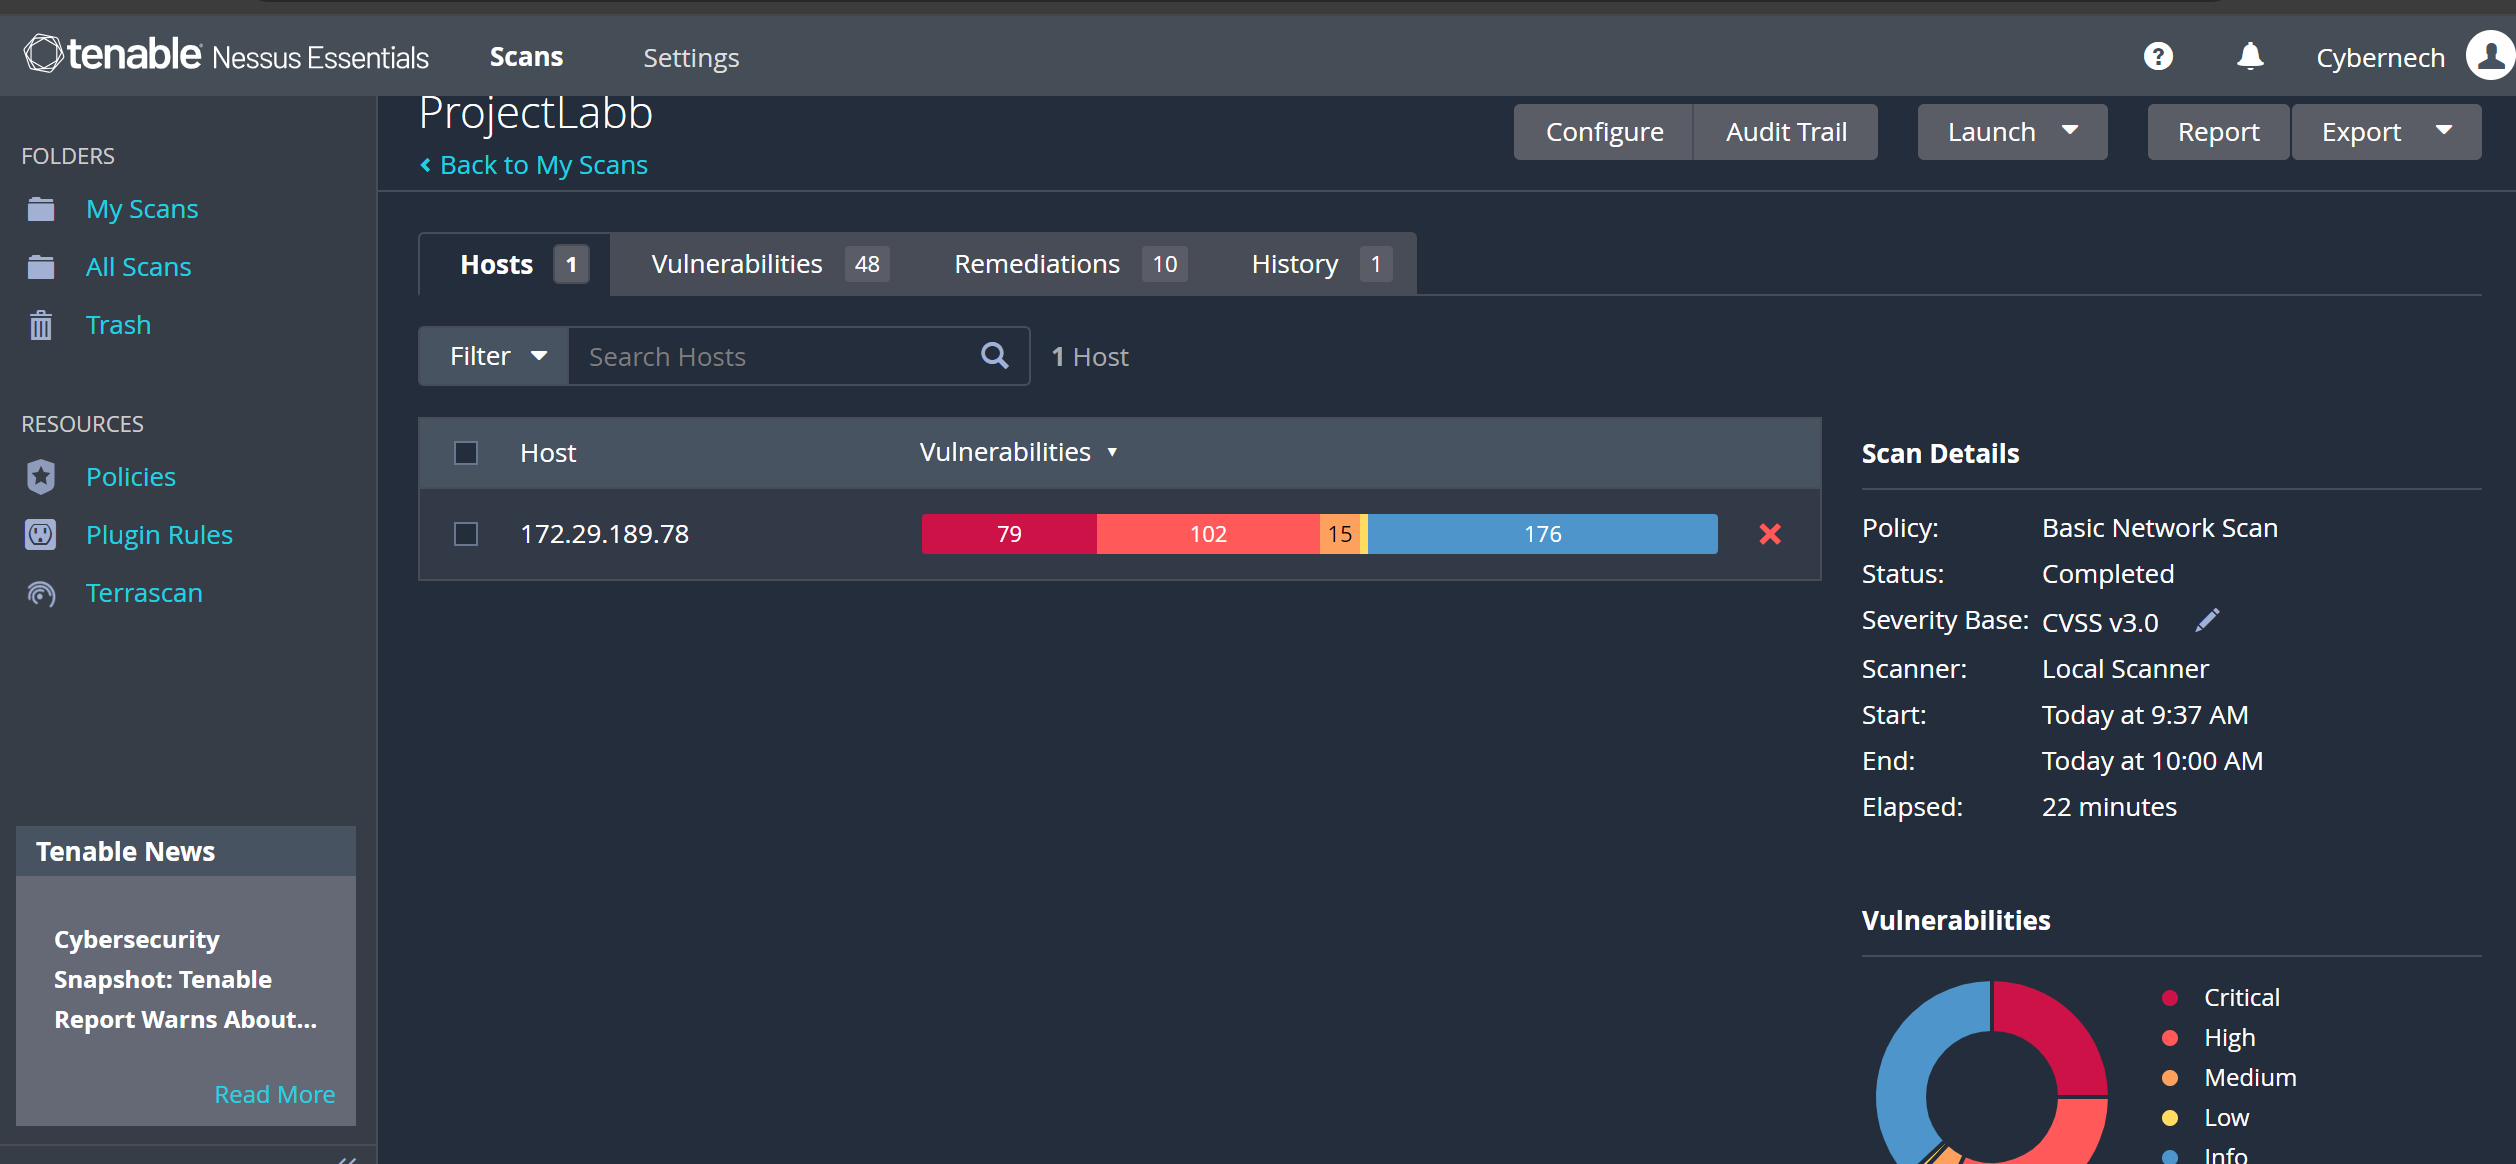 tenable Nessus Essentials
Scans
Settings
?
Cybernech
FOLDERS
My Scans
All Scans
Trash
RESOURCES
Policies
Plugin Rules
Terrascan
Tenable News
Cybersecurity
Snapshot: Tenable
Report Warns About...
Read More
ProjectLabb
Back to My Scans
Configure
Audit Trail
Launch
Report
Export
Hosts 1
Vulnerabilities 48
Remediations 10
History 1
Filter
Search Hosts
1 Host
Host
Vulnerabilities
172.29.189.78
79
102
15
176
Scan Details
Policy: Basic Network Scan
Status: Completed
Severity Base: CVSS v3.0
Scanner: Local Scanner
Start: Today at 9:37 AM
End: Today at 10:00 AM
Elapsed: 22 minutes
Vulnerabilities
Critical
High
Medium
Low
Info